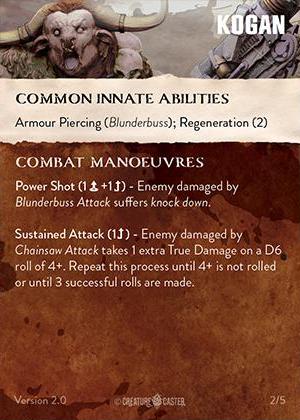 KOGAN
COMMON INNATE ABILITIES
Armour Piercing (Blunderbuss); Regeneration (2)
COMBAT MANOEUVRES
Power Shot (1 +1) - Enemy damaged by
Blunderbuss Attack suffers knock down.
Sustained Attack (1) - Enemy damaged by
Chainsaw Attack takes 1 extra True Damage on a D6
roll of 4+. Repeat this process until 4+ is not rolled
or until 3 successful rolls are made.
Version 2.0 © CREATURE CASTER 2/5